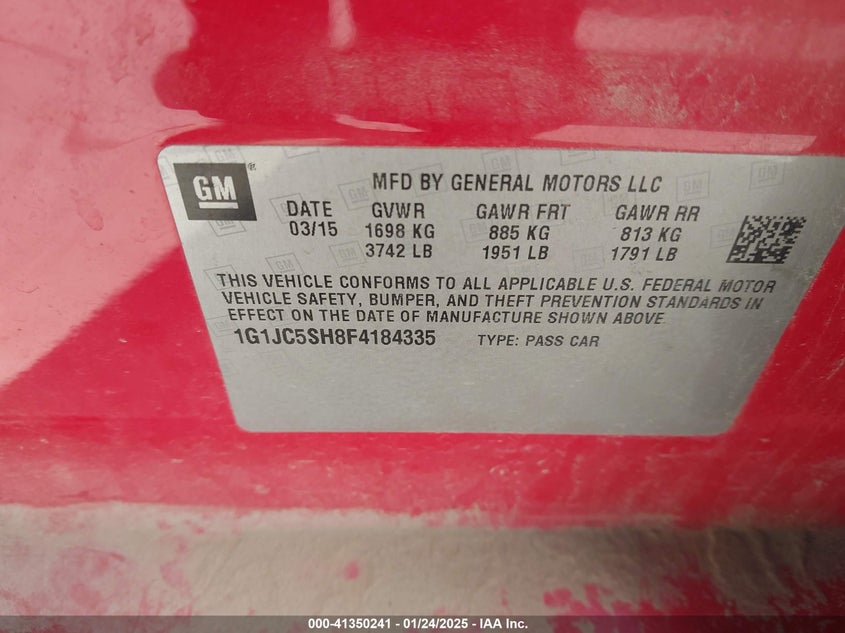 GM®
MFD BY GENERAL MOTORS LLC
DATE GVWR GAWR FRT GAWR RR
03/15 1698 KG 885 KG 813 KG
3742 LB 1951 LB 1791 LB
THIS VEHICLE CONFORMS TO ALL APPLICABLE U.S. FEDERAL MOTOR
VEHICLE SAFETY, BUMPER, AND THEFT PREVENTION STANDARDS IN
EFFECT ON THE DATE OF MANUFACTURE SHOWN ABOVE.
1G1JC5SH8F4184335 TYPE: PASS CAR
000-41350241 - 01/24/2025 - IAA Inc.